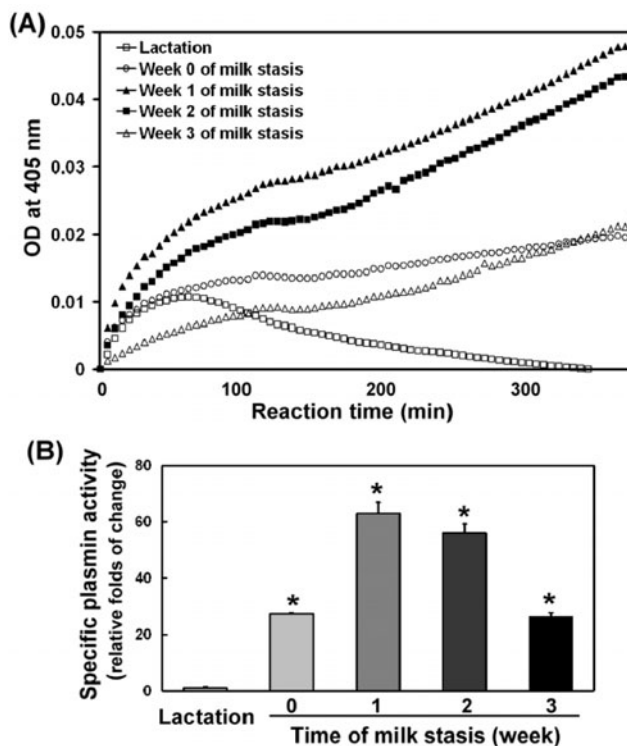 (A)
0.05
0.04
0.03
0.02
0.01
0
OD at 405 nm
Lactation
Week 0 of milk stasis
Week 1 of milk stasis
Week 2 of milk stasis
Week 3 of milk stasis
0 100 200 300
Reaction time (min)
(B)
Specific plasmin activity
(relative folds of change)
80
60
40
20
0
* * * *
Lactation 0 1 2 3
Time of milk stasis (week)